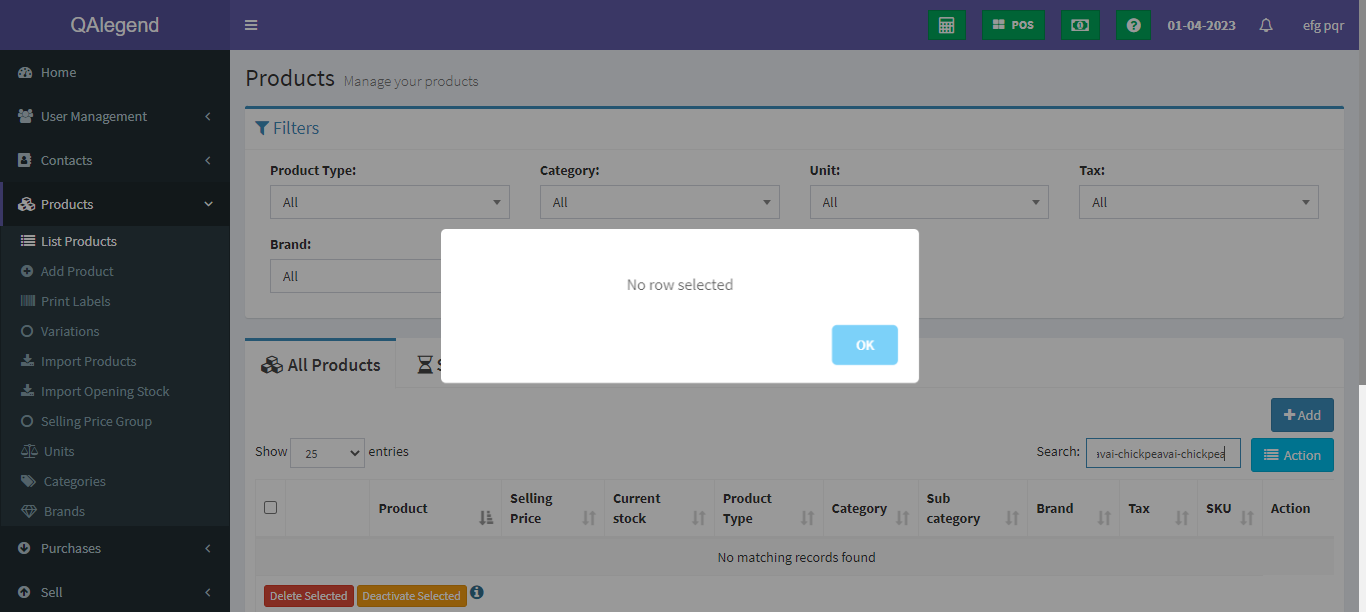 QAlegend
POS
01-04-2023
efg pqr
Home
User Management
Contacts
Products
List Products
Add Product
Print Labels
Variations
Import Products
Import Opening Stock
Selling Price Group
Units
Categories
Brands
Purchases
Sell
Products Manage your products
Filters
Product Type: Category: Unit: Tax:
All All All All
Brand:
All
No row selected
OK
All Products
Add
Show 25 entries
Search: vai-chickpeavai-chickpea
Action
Product Selling Price Current stock Product Type Category Sub category Brand Tax SKU Action
No matching records found
Delete Selected Deactivate Selected